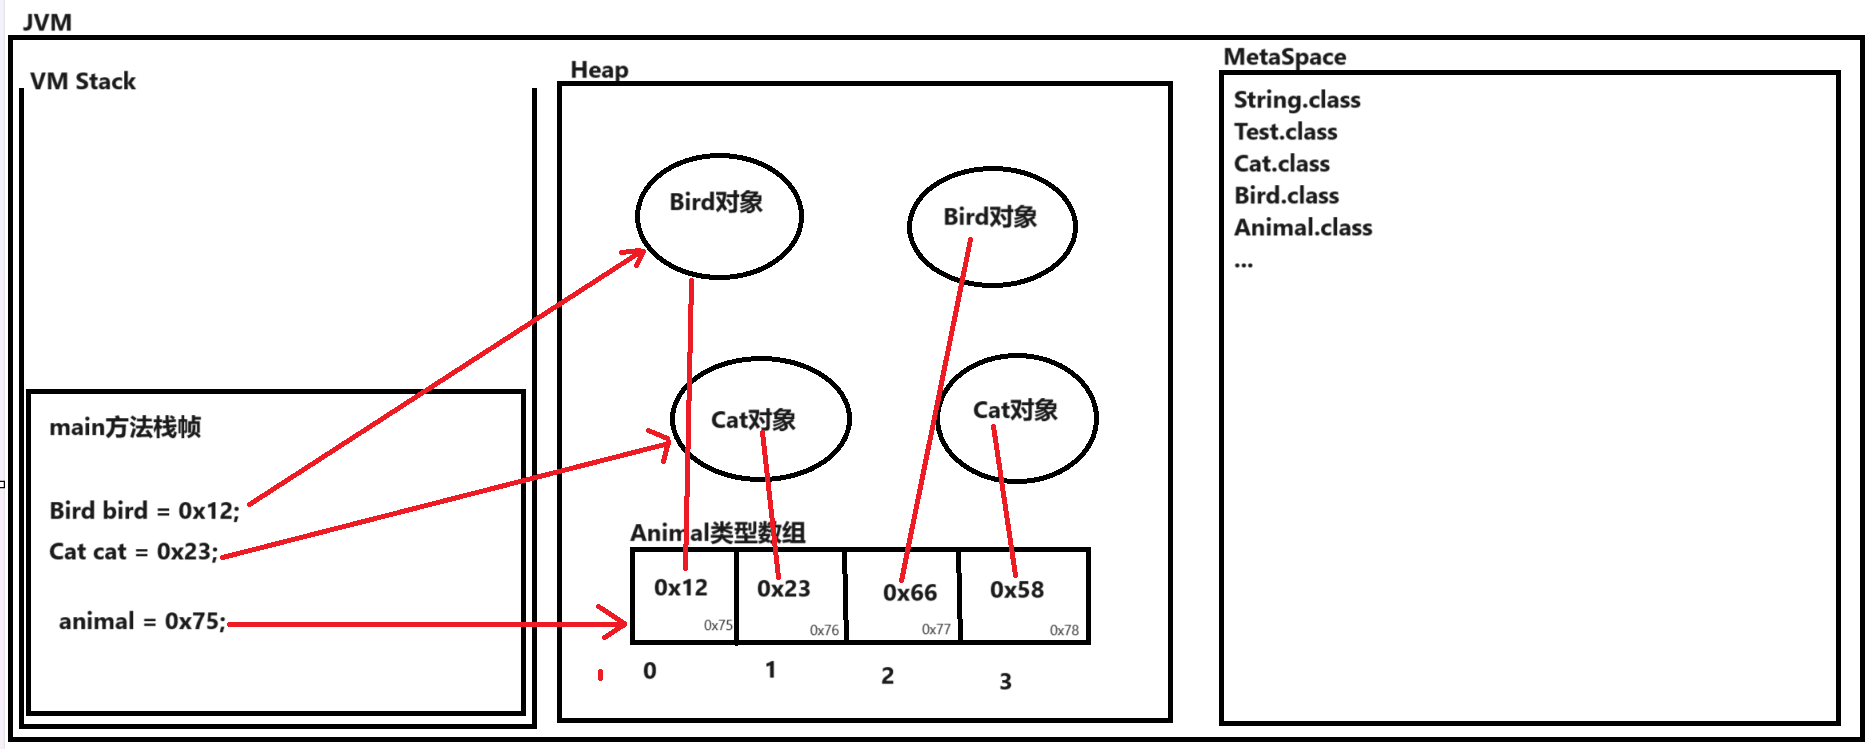 JVM
VM Stack
main方法栈帧
Bird bird = 0x12;
Cat cat = 0x23;
animal = 0x75;
Heap
Bird对象
Bird对象
Cat对象
Cat对象
Animal类型数组
0x12 0x23 0x66 0x58
0x75 0x76 0x77 0x78
0 1 2 3
MetaSpace
String.class
Test.class
Cat.class
Bird.class
Animal.class
...